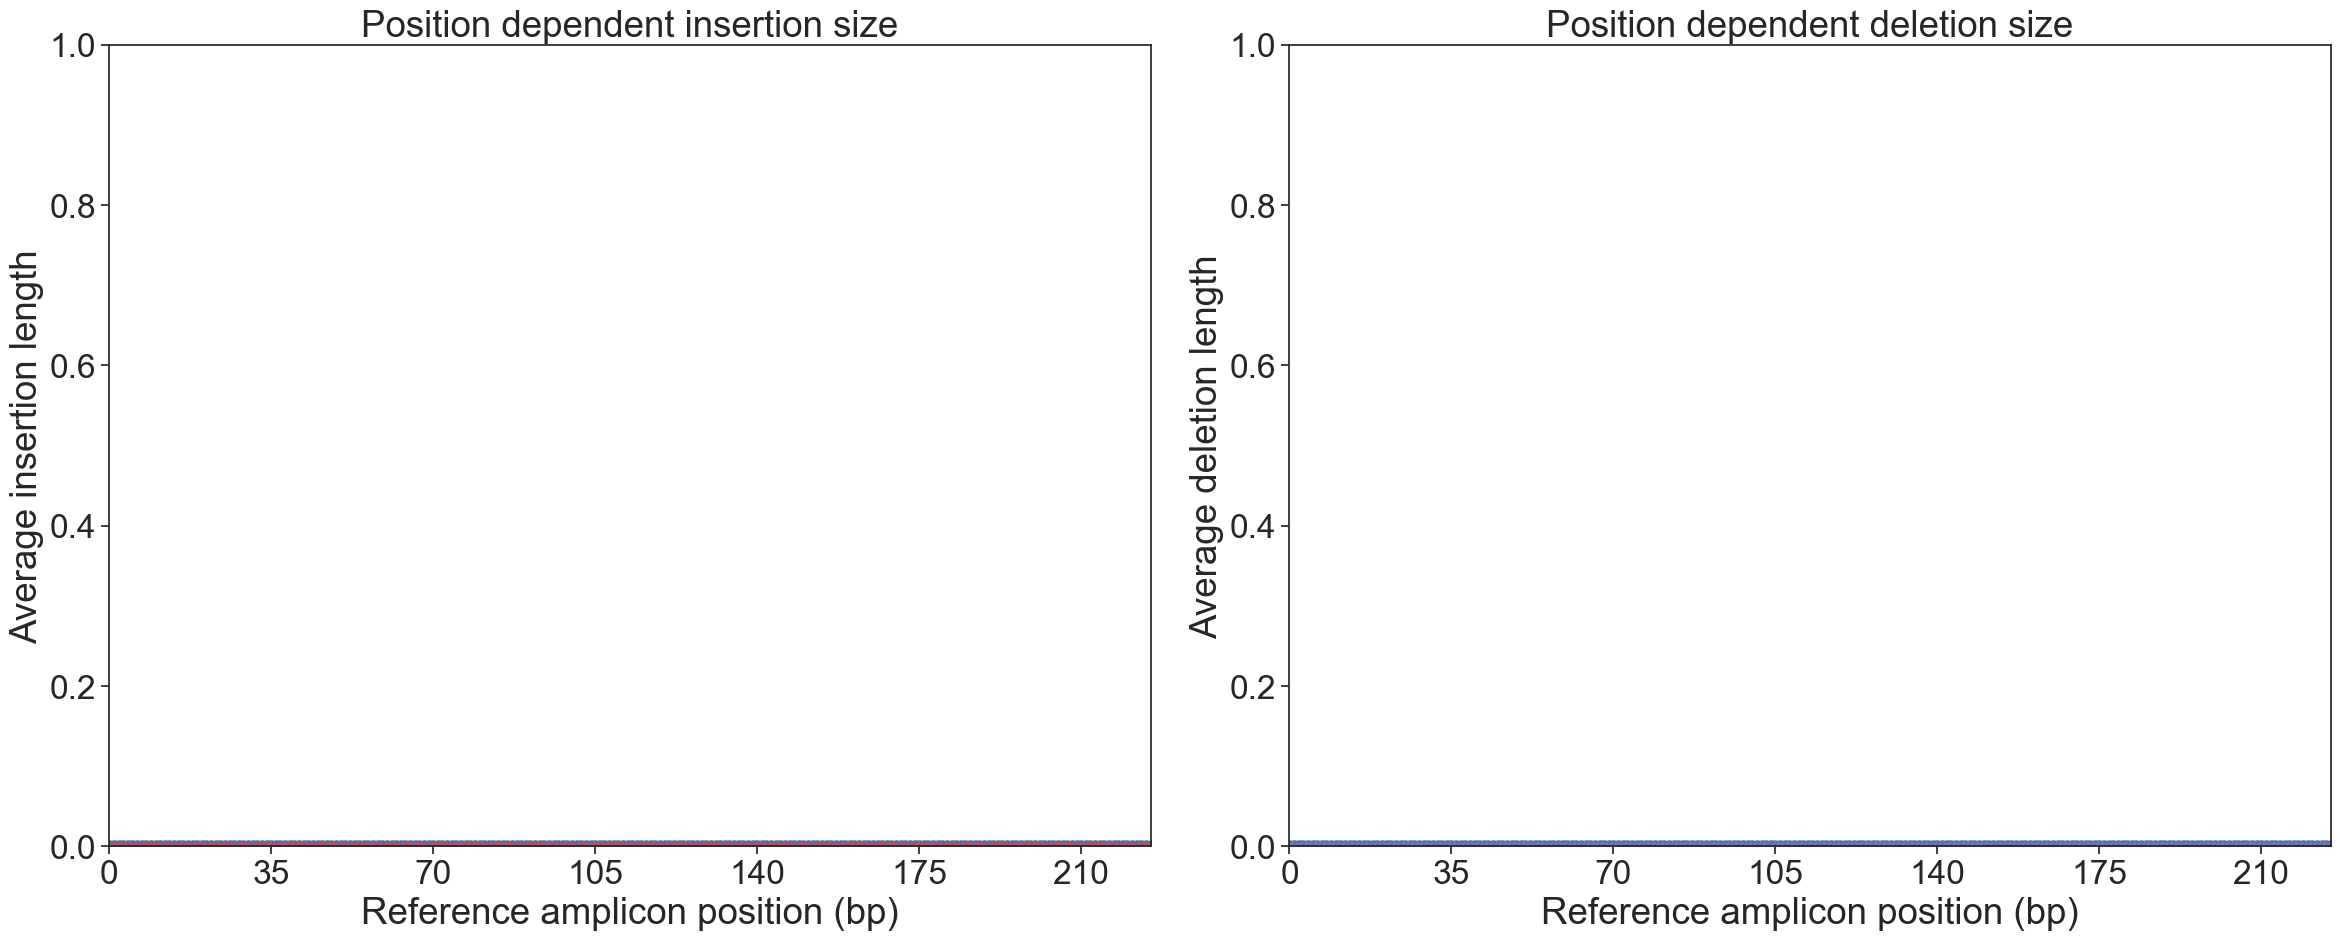 Position dependent insertion size
1.0
0.8
0.6
0.4
0.2
0.0
Average insertion length
0 35 70 105 140 175 210
Reference amplicon position (bp)
Position dependent deletion size
1.0
0.8
0.6
0.4
0.2
0.0
Average deletion length
0 35 70 105 140 175 210
Reference amplicon position (bp)